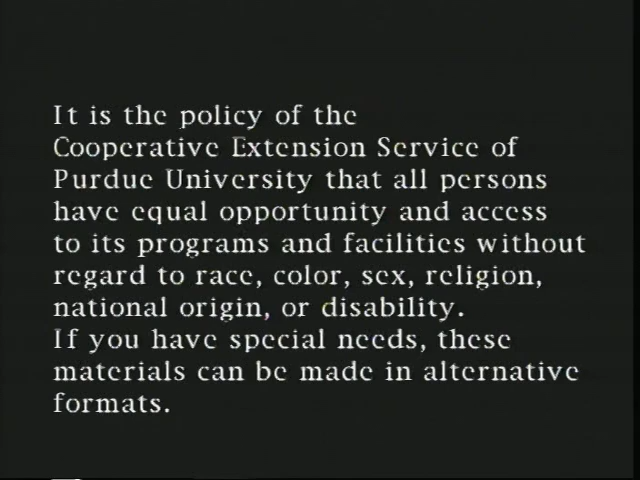 It is the policy of the
Cooperative Extension Service of
Purdue University that all persons
have equal opportunity and access
to its programs and facilities without
regard to race, color, sex, religion,
national origin, or disability.
If you have special needs, these
materials can be made in alternative
formats.